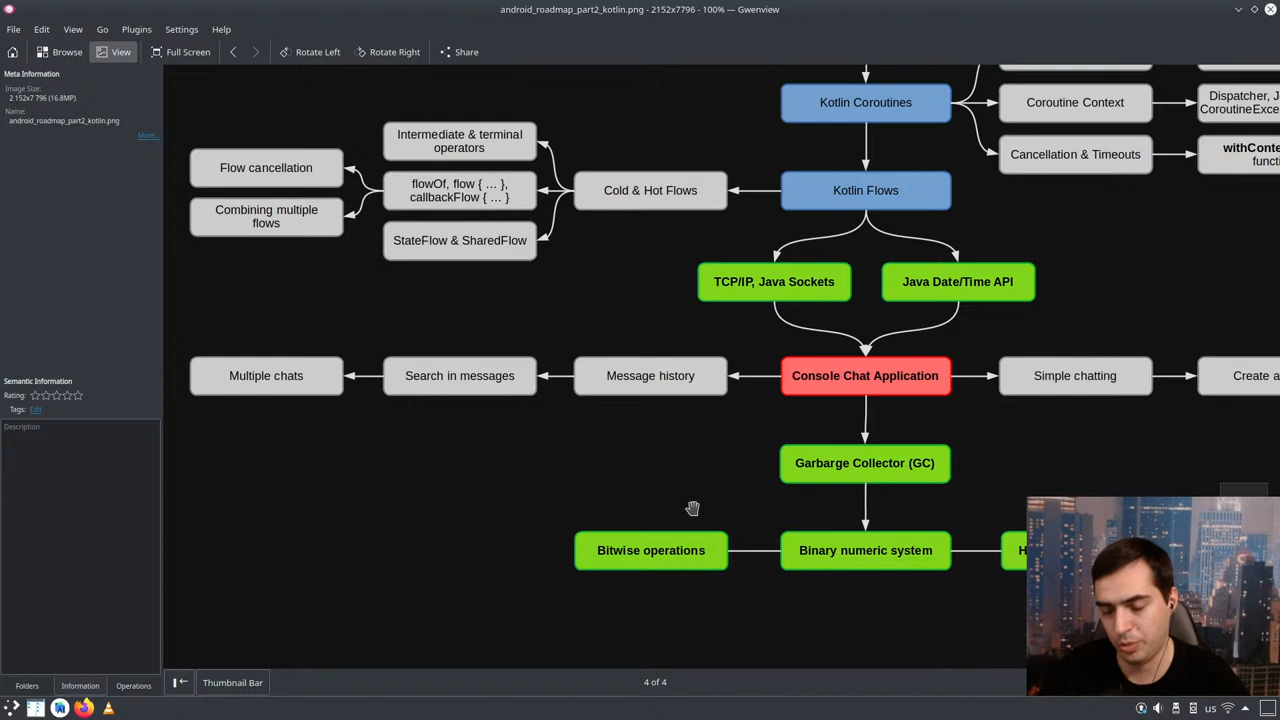 android_roadmap_part2_kotlin.png - 2152x7796 - 100% — Gwenview
File Edit View Go Plugins Settings Help
Browse View Full Screen Rotate Left Rotate Right Share
Meta Information
Image Size:
2 152x7 796 (16.8MP)
Name:
android_roadmap_part2_kotlin.png
More...
Semantic Information
Rating:
Tags: Edit
Description
Kotlin Coroutines
Coroutine Context
Dispatcher, J
CoroutineExce
Cancellation & Timeouts
withConte
functi
Intermediate & terminal
operators
Flow cancellation
flowOf, flow { … },
callbackFlow { … }
Cold & Hot Flows
Kotlin Flows
Combining multiple
flows
StateFlow & SharedFlow
TCP/IP, Java Sockets
Java Date/Time API
Multiple chats
Search in messages
Message history
Console Chat Application
Simple chatting
Create a
Garbarge Collector (GC)
Bitwise operations
Binary numeric system
H
Folders Information Operations
Thumbnail Bar
4 of 4
us